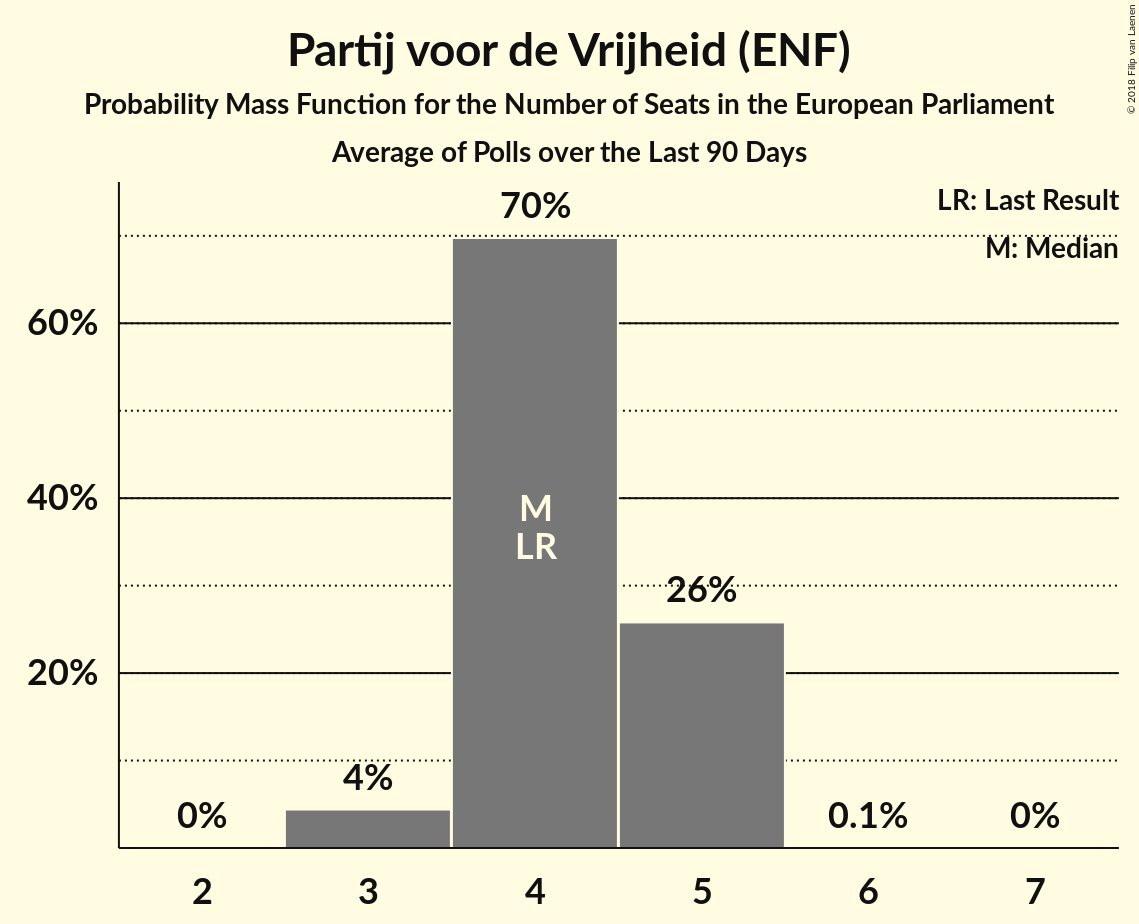 Partij voor de Vrijheid (ENF)
Probability Mass Function for the Number of Seats in the European Parliament
Average of Polls over the Last 90 Days
© 2018 Filip van Laenen
LR: Last Result
M: Median
70%
60%
40%
20%
M
LR
26%
4%
0%
0.1%
0%
2 3 4 5 6 7